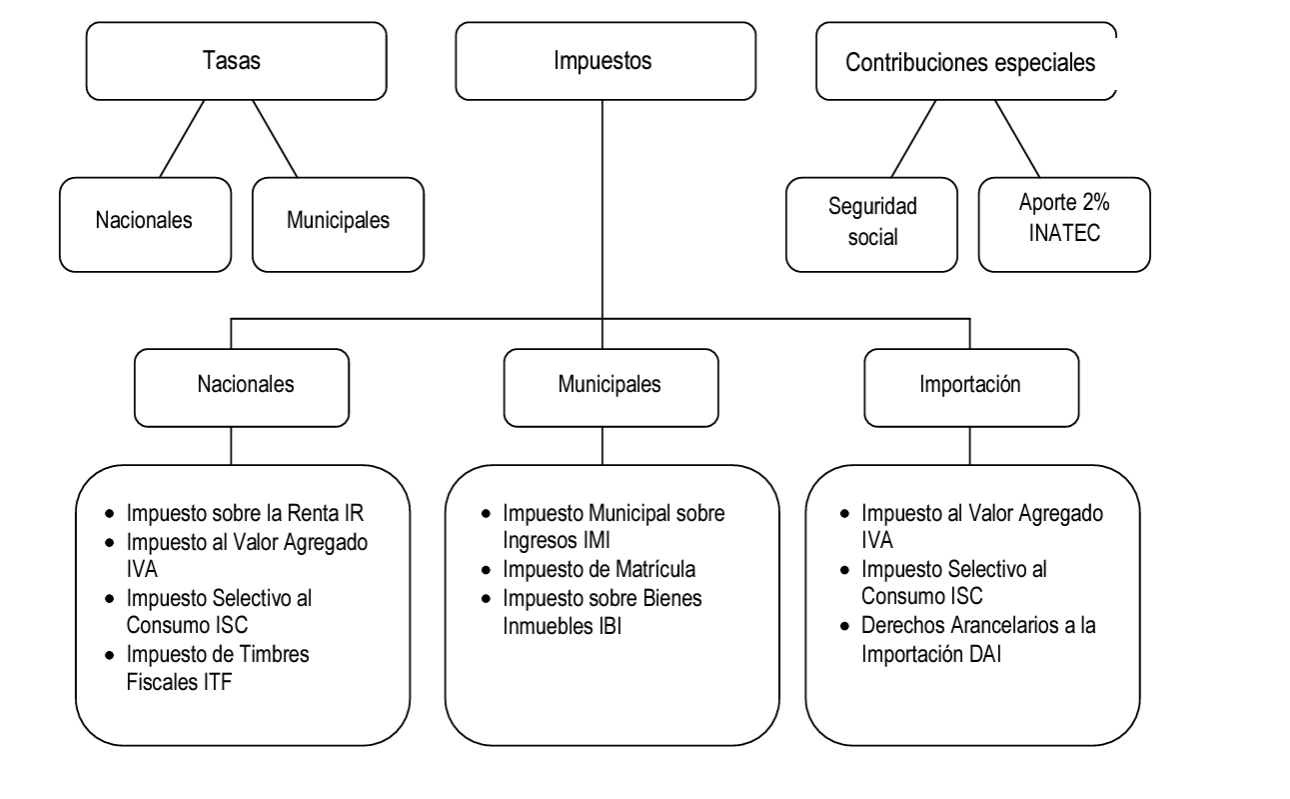 Tasas
Impuestos
Contribuciones especiales
Nacionales
Municipales
Seguridad
social
Aporte 2%
INATEC
Nacionales
Municipales
Importación
• Impuesto sobre la Renta IR
• Impuesto al Valor Agregado
IVA
• Impuesto Selectivo al
Consumo ISC
• Impuesto de Timbres
Fiscales ITF
• Impuesto Municipal sobre
Ingresos IMI
• Impuesto de Matrícula
• Impuesto sobre Bienes
Inmuebles IBI
• Impuesto al Valor Agregado
IVA
• Impuesto Selectivo al
Consumo ISC
• Derechos Arancelarios a la
Importación DAI